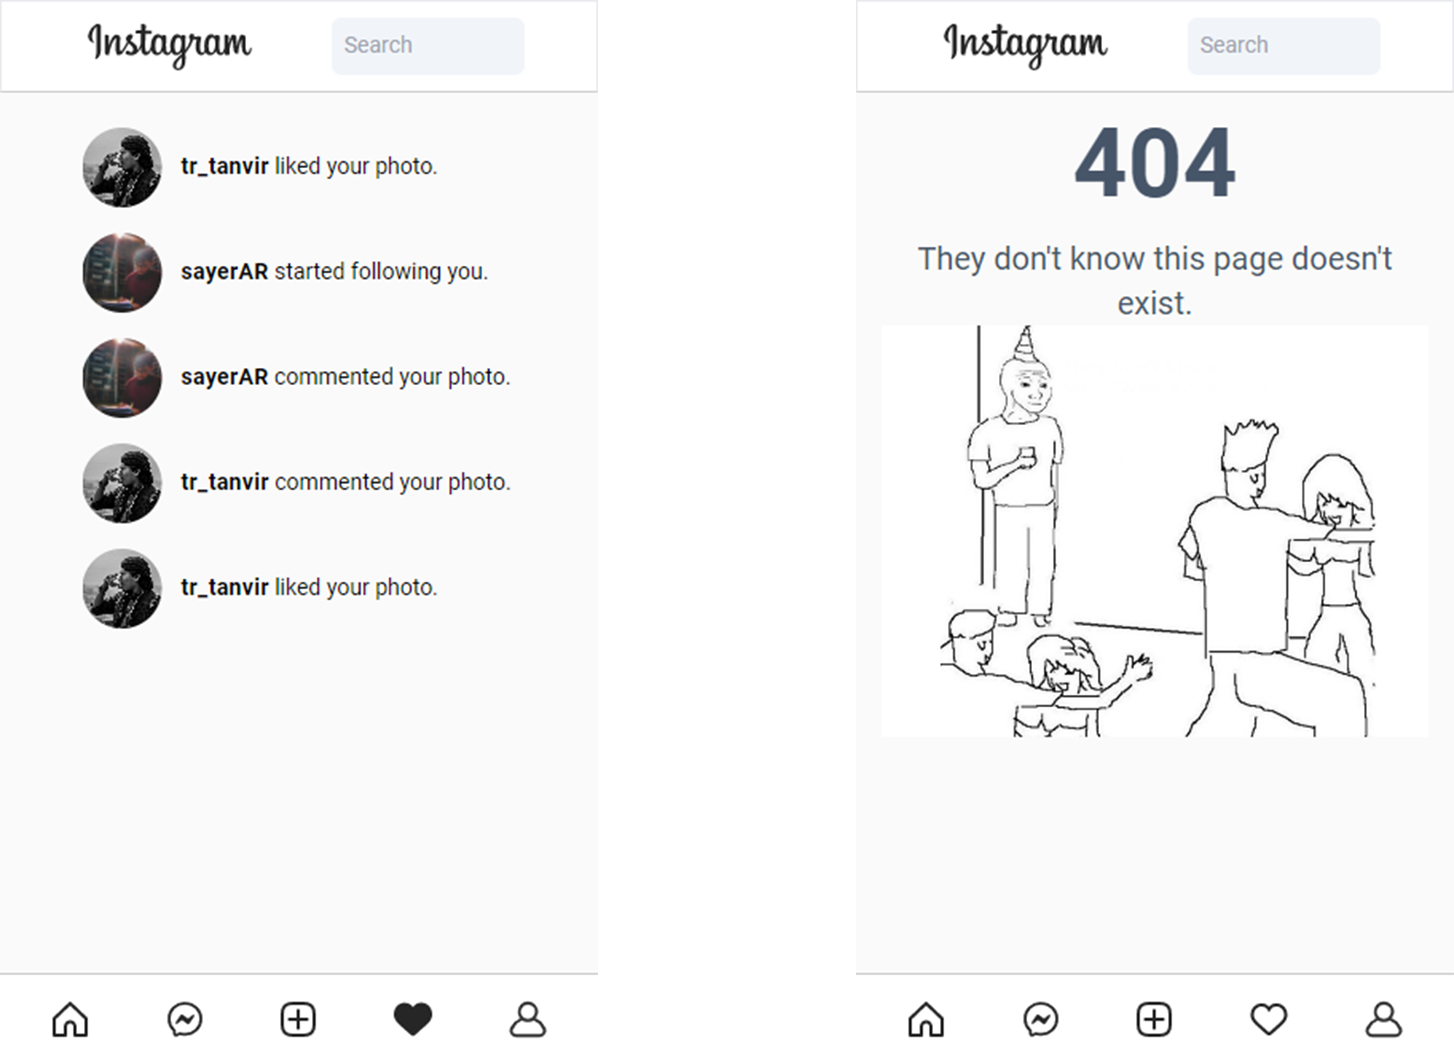 Instagram
Search
tr_tanvir liked your photo.
sayerAR started following you.
sayerAR commented your photo.
tr_tanvir commented your photo.
tr_tanvir liked your photo.
Instagram
Search
404
They don't know this page doesn't
exist.